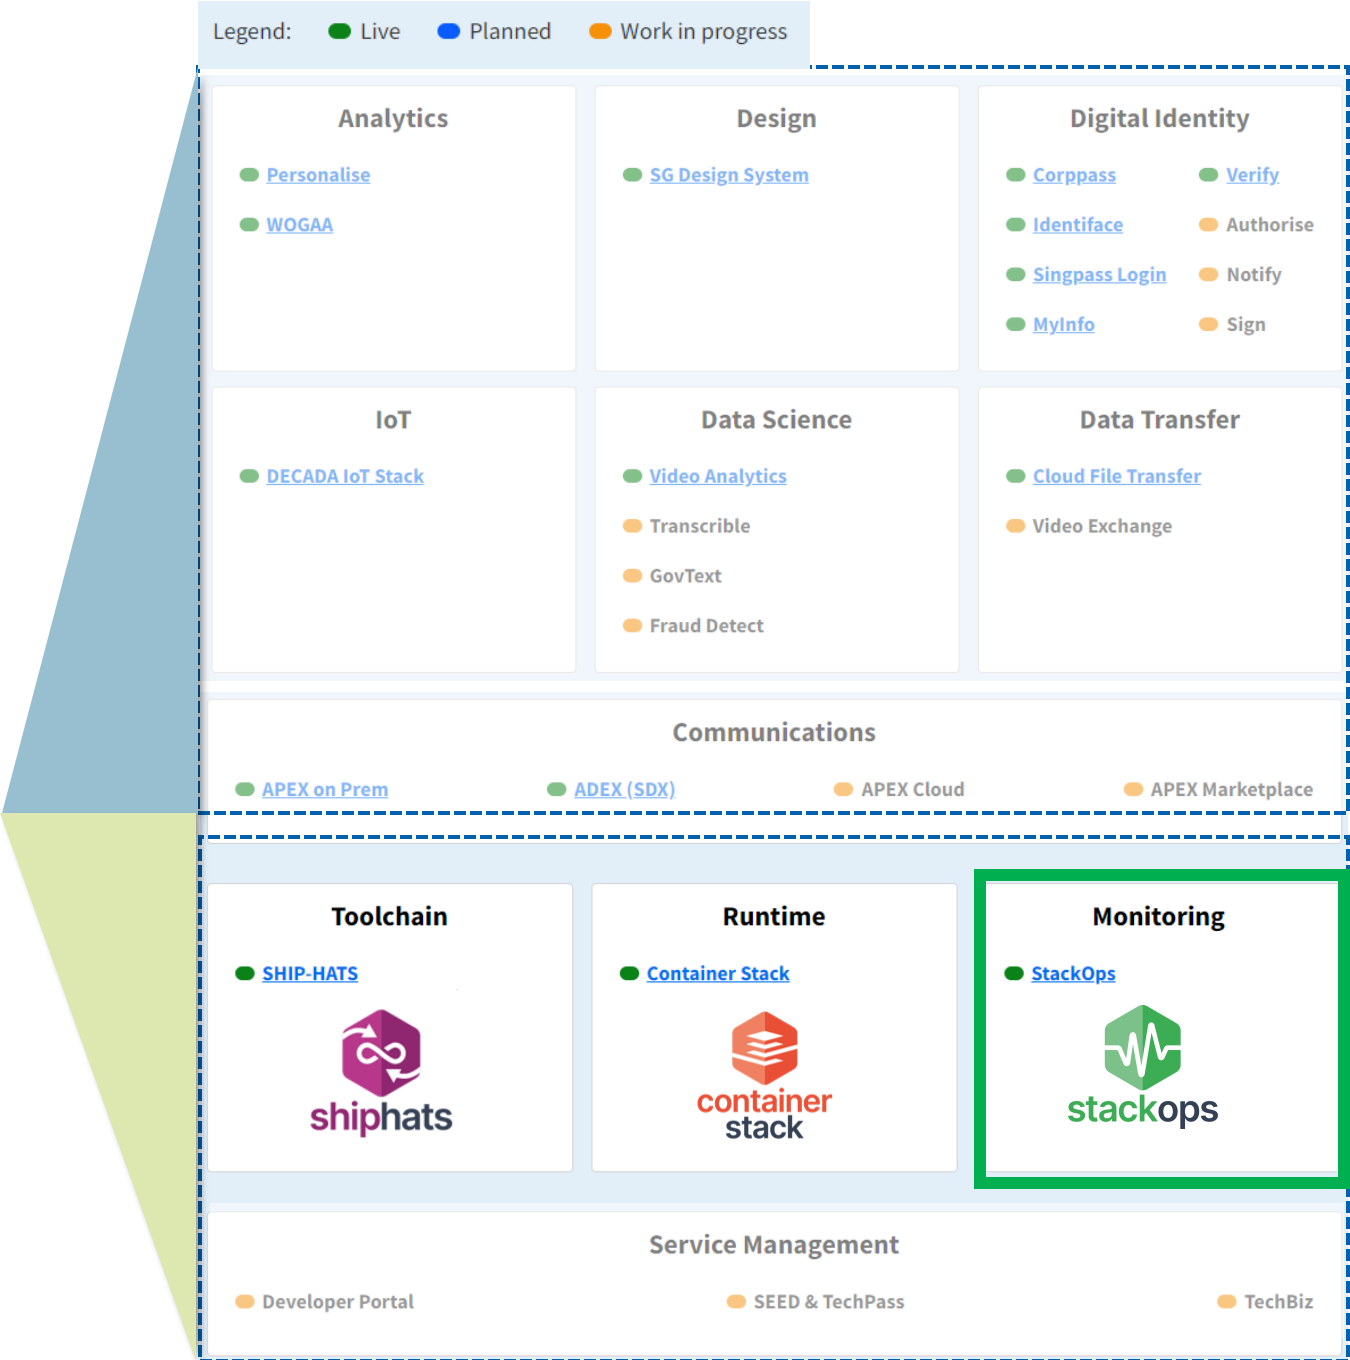 Legend: Live Planned Work in progress
Analytics
Personalise
WOGAA
Design
SG Design System
Digital Identity
Corppass Verify
Identiface Authorise
Singpass Login Notify
MyInfo Sign
IoT
DECADA IoT Stack
Data Science
Video Analytics
Transcrible
GovText
Fraud Detect
Data Transfer
Cloud File Transfer
Video Exchange
Communications
APEX on Prem ADEX (SDX) APEX Cloud APEX Marketplace
Toolchain
SHIP-HATS
shiphats
Runtime
Container Stack
container
stack
Monitoring
StackOps
stackops
Service Management
Developer Portal SEED & TechPass TechBiz